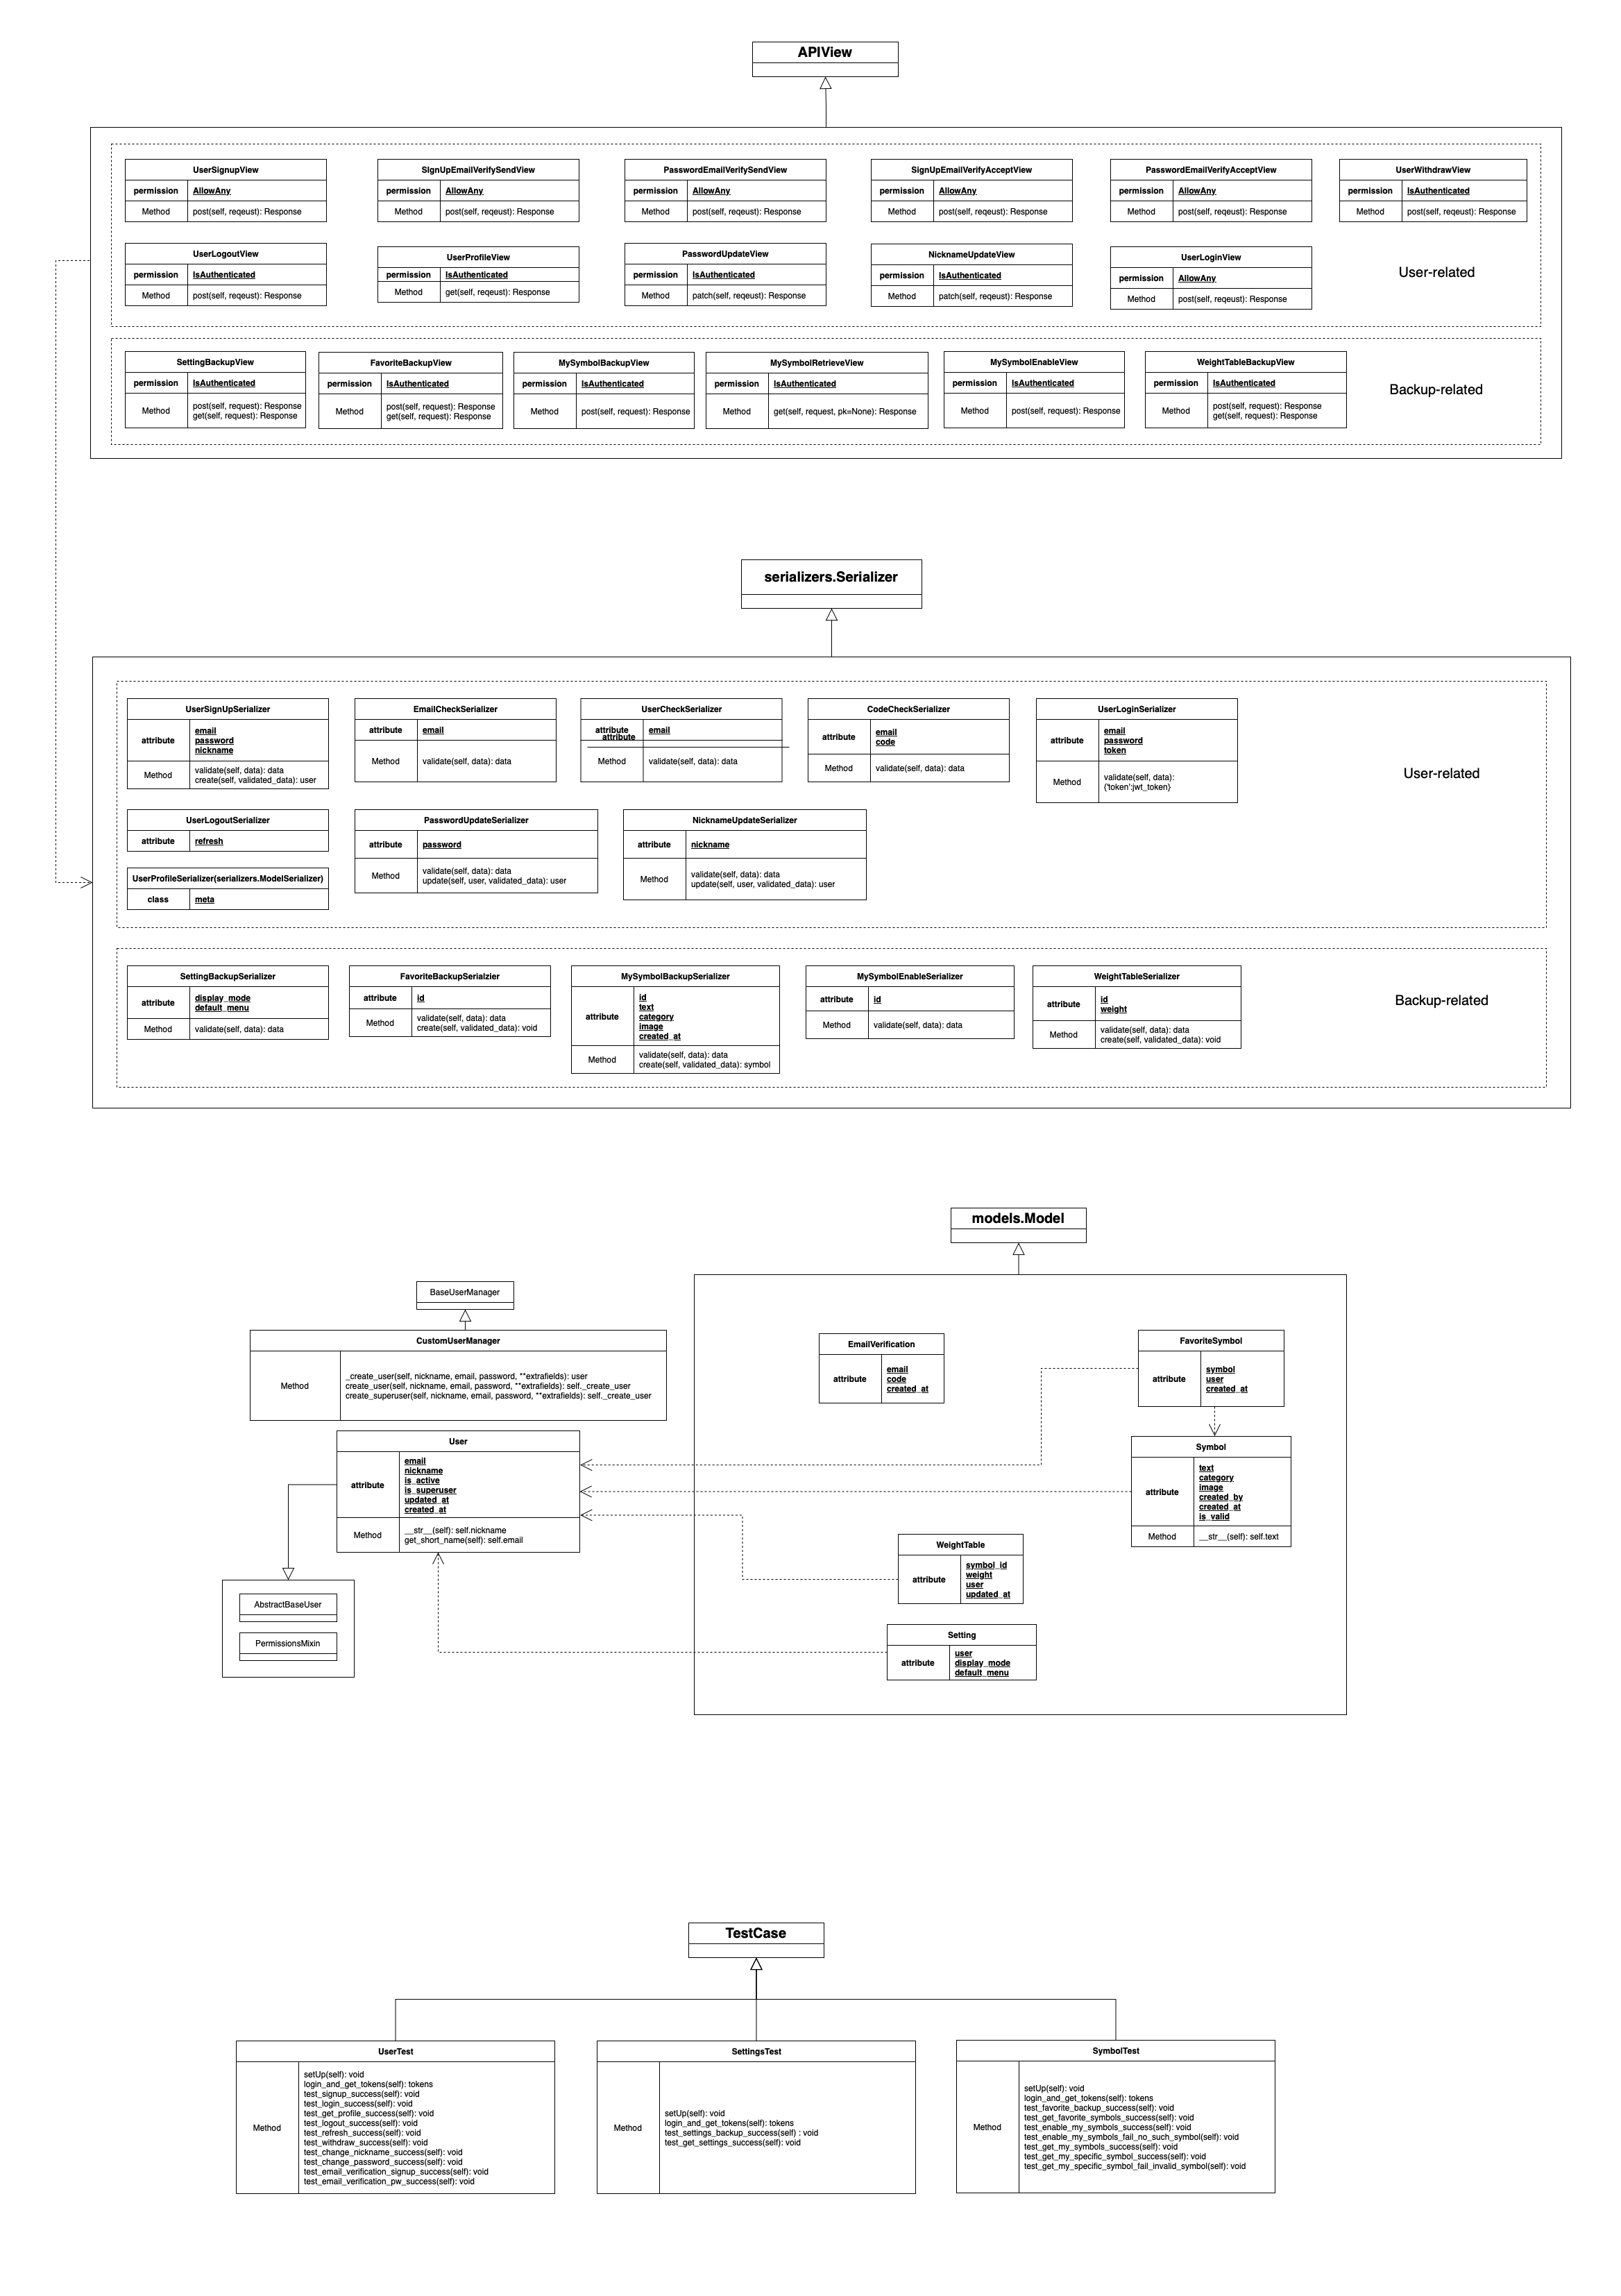 APIView
UserSignupView
permission AllowAny
Method post(self, reqeust): Response
SIgnUpEmailVerifySendView
permission AllowAny
Method post(self, reqeust): Response
PasswordEmailVerifySendView
permission AllowAny
Method post(self, reqeust): Response
SignUpEmailVerifyAcceptView
permission AllowAny
Method post(self, reqeust): Response
PasswordEmailVerifyAcceptView
permission AllowAny
Method post(self, reqeust): Response
UserWithdrawView
permission IsAuthenticated
Method post(self, reqeust): Response
UserLogoutView
permission IsAuthenticated
Method post(self, reqeust): Response
UserProfileView
permission IsAuthenticated
Method get(self, reqeust): Response
PasswordUpdateView
permission IsAuthenticated
Method patch(self, reqeust): Response
NicknameUpdateView
permission IsAuthenticated
Method patch(self, reqeust): Response
UserLoginView
permission AllowAny
Method post(self, reqeust): Response
User-related
SettingBackupView
permission IsAuthenticated
Method
post(self, request): Response
get(self, request): Response
FavoriteBackupView
permission IsAuthenticated
Method
post(self, request): Response
get(self, request): Response
MySymbolBackupView
permission IsAuthenticated
Method post(self, request): Response
MySymbolRetrieveView
permission IsAuthenticated
Method get(self, request, pk=None): Response
MySymbolEnableView
permission IsAuthenticated
Method post(self, request): Response
WeightTableBackupView
permission IsAuthenticated
Method
post(self, request): Response
get(self, request): Response
Backup-related
serializers.Serializer
UserSignUpSerializer
attribute
email
password
nickname
Method
validate(self, data): data
create(self, validated_data): user
EmailCheckSerializer
attribute email
Method validate(self, data): data
UserCheckSerializer
attribute email
attribute
Method validate(self, data): data
CodeCheckSerializer
attribute
email
code
Method validate(self, data): data
UserLoginSerializer
attribute
email
password
token
Method
validate(self, data):
{'token':jwt_token}
User-related
UserLogoutSerializer
attribute refresh
PasswordUpdateSerializer
attribute password
Method
validate(self, data): data
update(self, user, validated_data): user
NicknameUpdateSerializer
attribute nickname
Method
validate(self, data): data
update(self, user, validated_data): user
UserProfileSerializer(serializers.ModelSerializer)
class meta
SettingBackupSerializer
attribute
display_mode
default_menu
Method validate(self, data): data
FavoriteBackupSerialzier
attribute id
Method
validate(self, data): data
create(self, validated_data): void
MySymbolBackupSerializer
attribute
id
text
category
image
created_at
Method
validate(self, data): data
create(self, validated_data): symbol
MySymbolEnableSerializer
attribute id
Method validate(self, data): data
WeightTableSerializer
attribute
id
weight
Method
validate(self, data): data
create(self, validated_data): void
Backup-related
models.Model
BaseUserManager
CustomUserManager
Method
_create_user(self, nickname, email, password, **extrafields): user
create_user(self, nickname, email, password, **extrafields): self._create_user
create_superuser(self, nickname, email, password, **extrafields): self._create_user
EmailVerification
attribute
email
code
created_at
FavoriteSymbol
attribute
symbol
user
created_at
User
attribute
email
nickname
is_active
is_superuser
updated_at
created_at
Method
__str__(self): self.nickname
get_short_name(self): self.email
Symbol
attribute
text
category
image
created_by
created_at
is_valid
Method __str__(self): self.text
WeightTable
attribute
symbol_id
weight
user
updated_at
AbstractBaseUser
PermissionsMixin
Setting
attribute
user
display_mode
default_menu
TestCase
UserTest
Method
setUp(self): void
login_and_get_tokens(self): tokens
test_signup_success(self): void
test_login_success(self): void
test_get_profile_success(self): void
test_logout_success(self): void
test_refresh_success(self): void
test_withdraw_success(self): void
test_change_nickname_success(self): void
test_change_password_success(self): void
test_email_verification_signup_success(self): void
test_email_verification_pw_success(self): void
SettingsTest
Method
setUp(self): void
login_and_get_tokens(self): tokens
test_settings_backup_success(self) : void
test_get_settings_success(self): void
SymbolTest
Method
setUp(self): void
login_and_get_tokens(self): tokens
test_favorite_backup_success(self): void
test_get_favorite_symbols_success(self): void
test_enable_my_symbols_success(self): void
test_enable_my_symbols_fail_no_such_symbol(self): void
test_get_my_symbols_success(self): void
test_get_my_specific_symbol_success(self): void
test_get_my_specific_symbol_fail_invalid_symbol(self): void